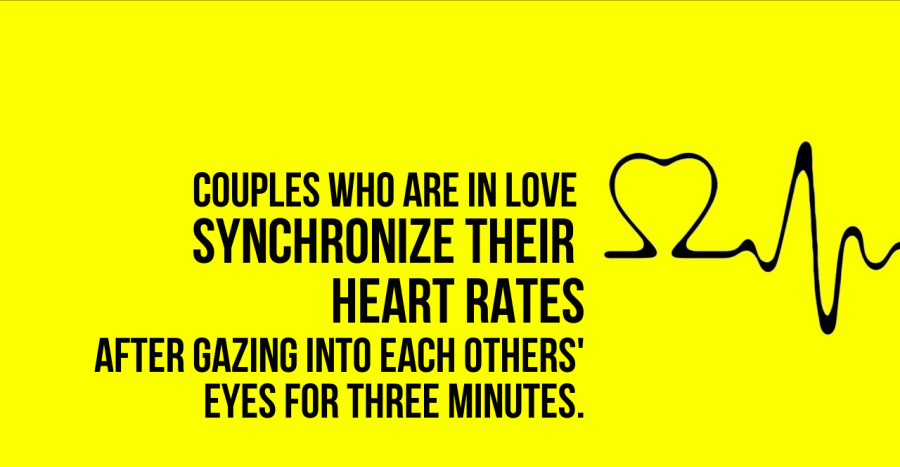 COUPLES WHO ARE IN LOVE
SYNCHRONIZE THEIR
HEART RATES
AFTER GAZING INTO EACH OTHERS'
EYES FOR THREE MINUTES.